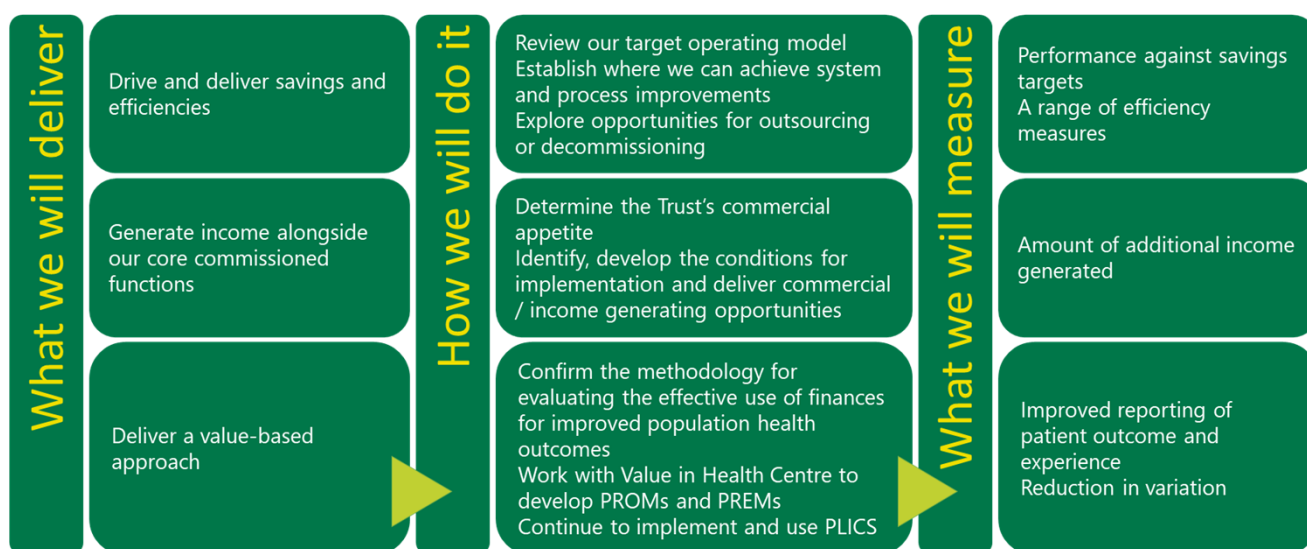 What we will deliver
Drive and deliver savings and
efficiencies
Generate income alongside
our core commissioned
functions
Deliver a value-based
approach
How we will do it
Review our target operating model
Establish where we can achieve system
and process improvements
Explore opportunities for outsourcing
or decommissioning
Determine the Trust’s commercial
appetite
Identify, develop the conditions for
implementation and deliver commercial
/ income generating opportunities
Confirm the methodology for
evaluating the effective use of finances
for improved population health
outcomes
Work with Value in Health Centre to
develop PROMs and PREMs
Continue to implement and use PLICS
What we will measure
Performance against savings
targets
A range of efficiency
measures
Amount of additional income
generated
Improved reporting of
patient outcome and
experience
Reduction in variation